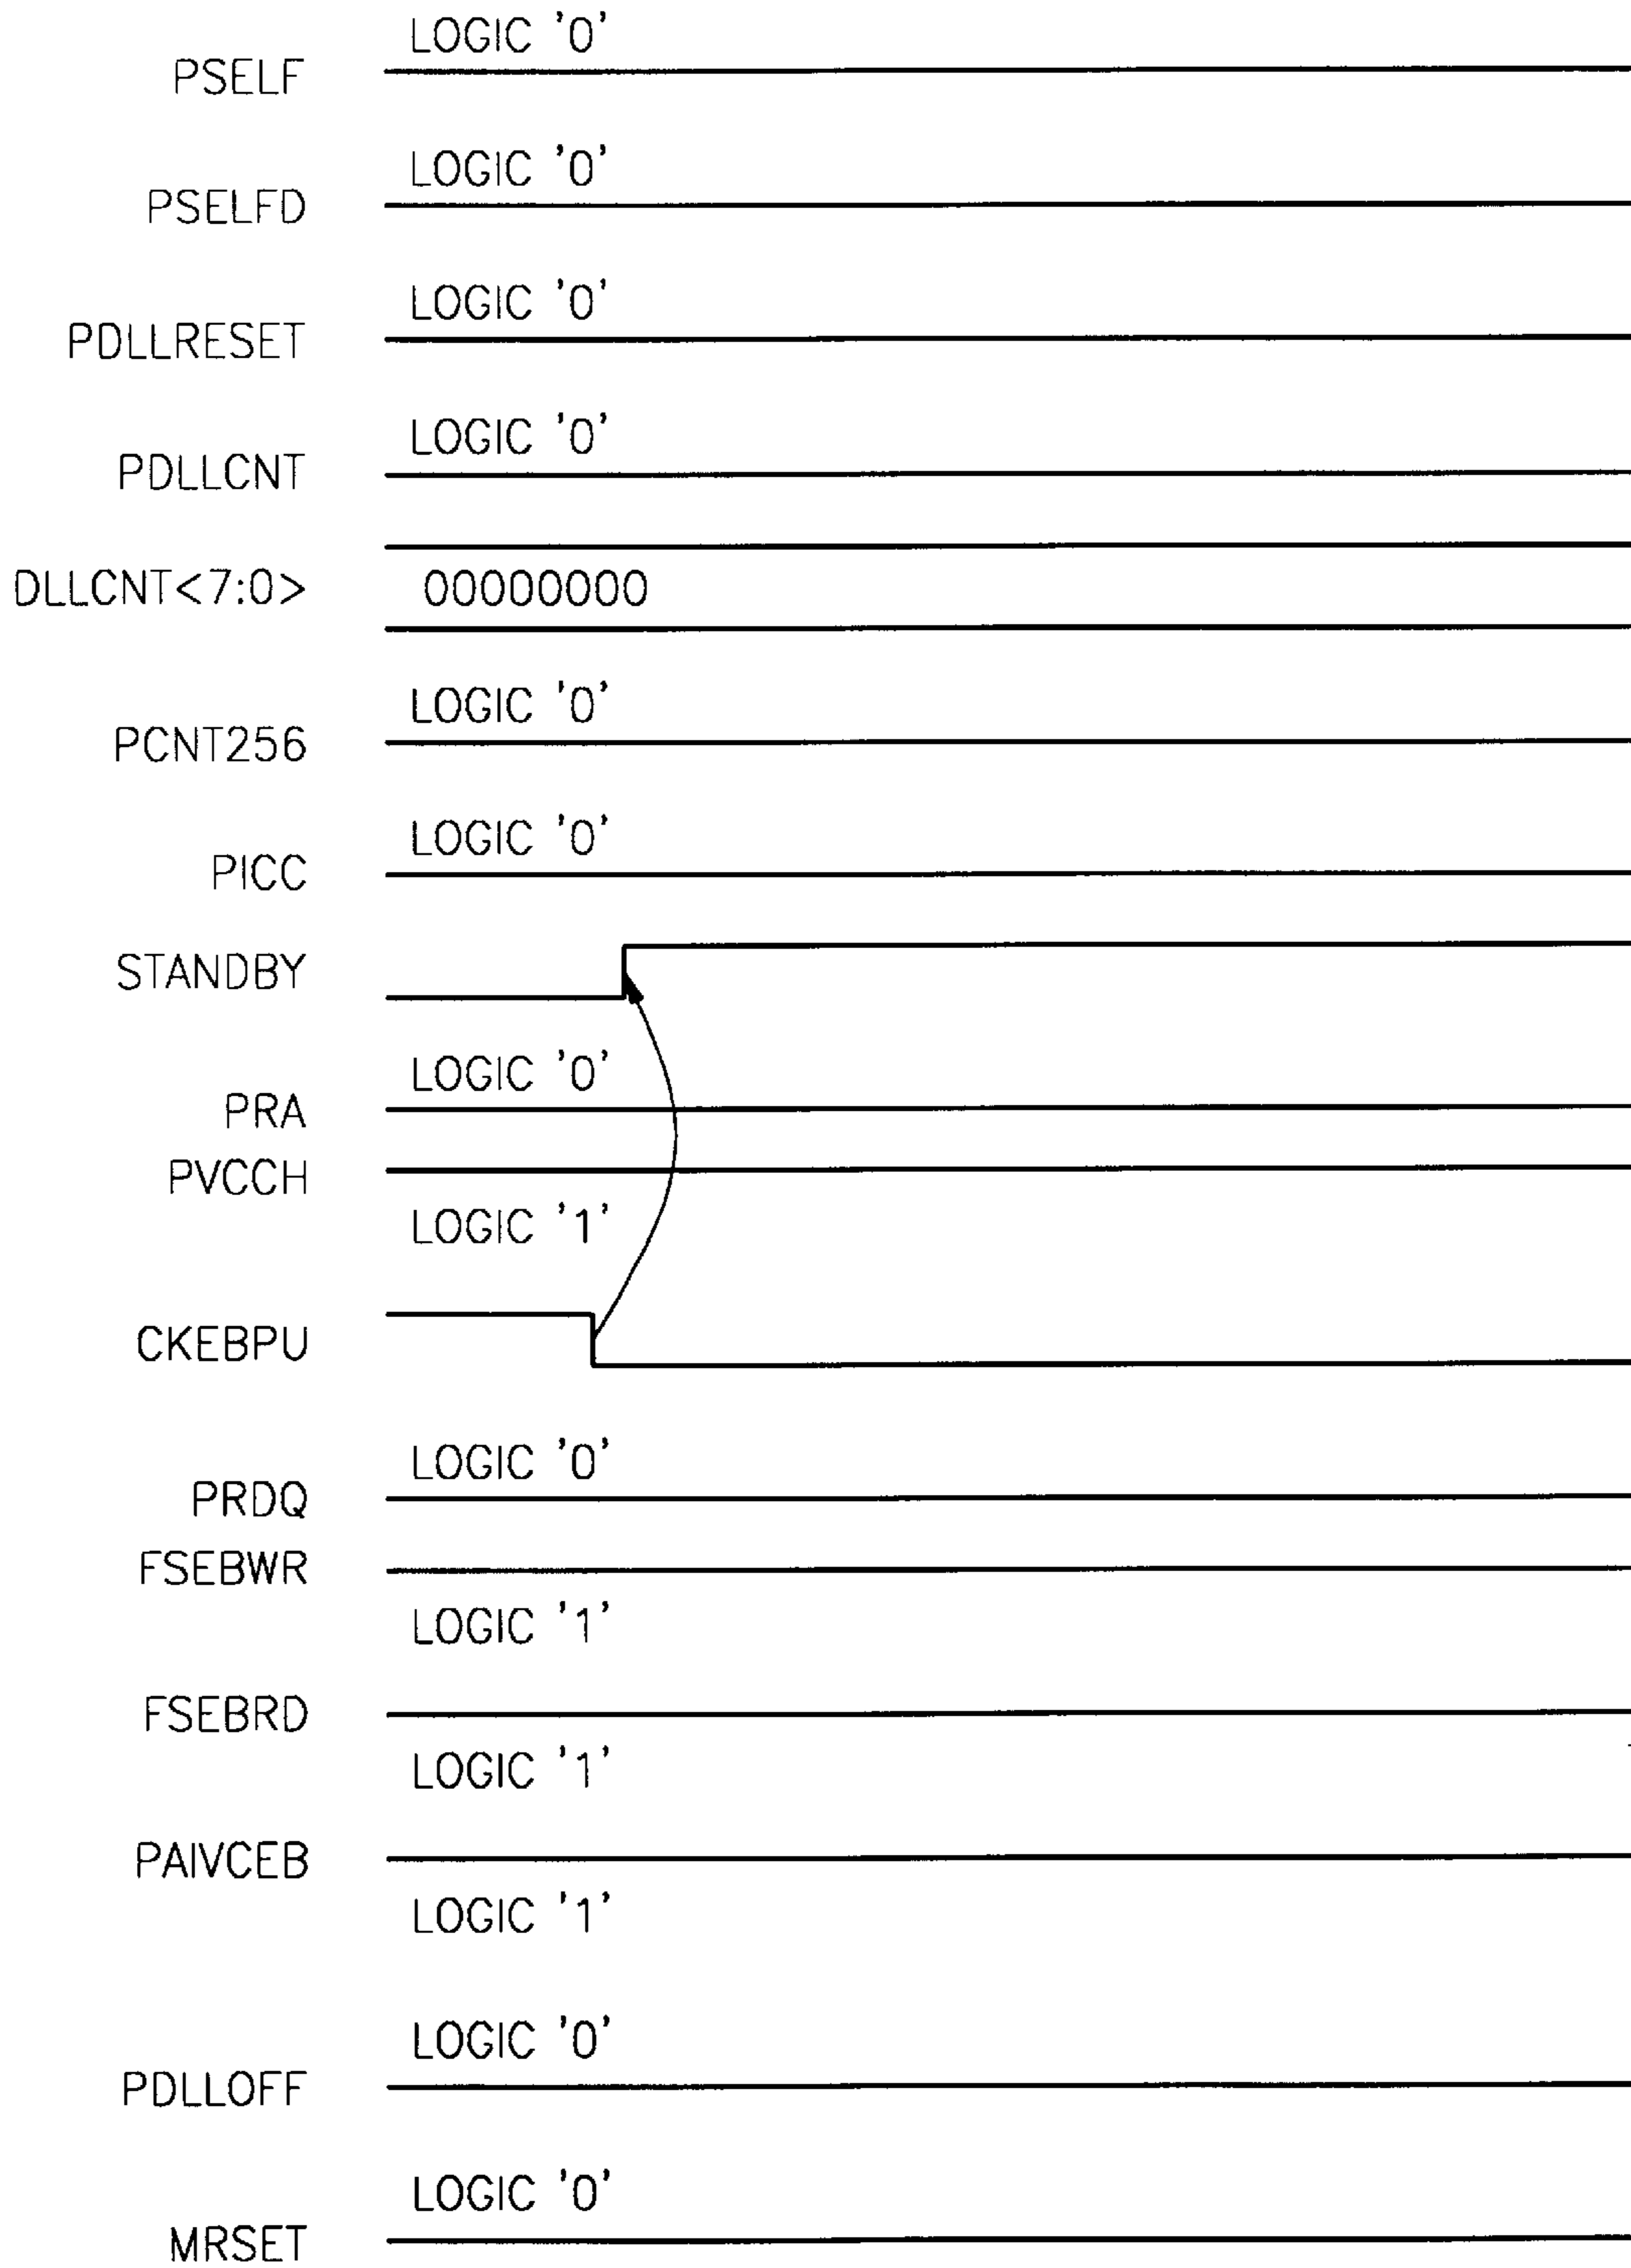 LOGIC '0'
PSELF
LOGIC '0'
PSELFD
LOGIC '0'
PDLLRESET
LOGIC '0'
PDLLCNT
DLLCNT<7:0> 00000000
LOGIC '0'
PCNT256
LOGIC '0'
PICC
STANDBY
LOGIC '0'
PRA
PVCCH
LOGIC '1'
CKEBPU
LOGIC '0'
PRDQ
FSEBWR
LOGIC '1'
FSEBRD
LOGIC '1'
PAIVCEB
LOGIC '1'
LOGIC '0'
PDLLOFF
LOGIC '0'
MRSET